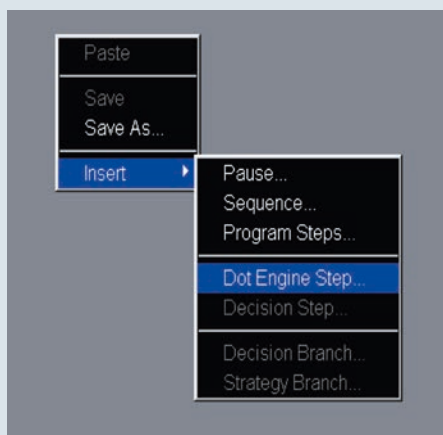 Paste
Save
Save As...
Insert
Pause...
Sequence...
Program Steps...
Dot Engine Step...
Decision Step...
Decision Branch...
Strategy Branch...